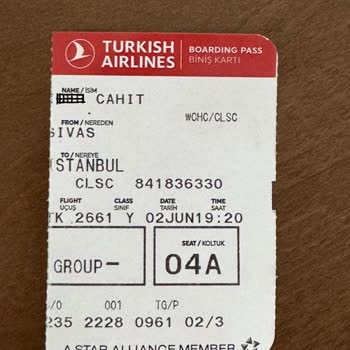 TURKISH AIRLINES
BOARDING PASS
BİNİŞ KARTI
NAME / İSİM
CAHIT
WCHC/CLSC
FROM / NEREDEN
SIVAS
TO / NEREYE
STANBUL
CLSC 841836330
FLIGHT CLASS DATE TIME
UÇUŞ SINIF TARİH SAAT
TK 2661 Y 02JUN19:20
SEAT / KOLTUK
GROUP- 04A
/O 001 TG/P
235 2228 0961 02/3
A STAR ALLIANCE MEMBER